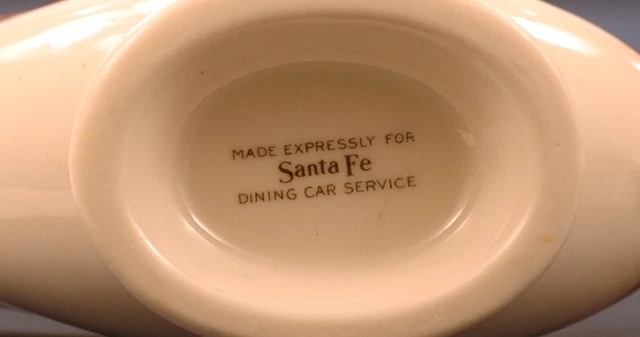 MADE EXPRESSLY FOR
Santa Fe
DINING CAR SERVICE